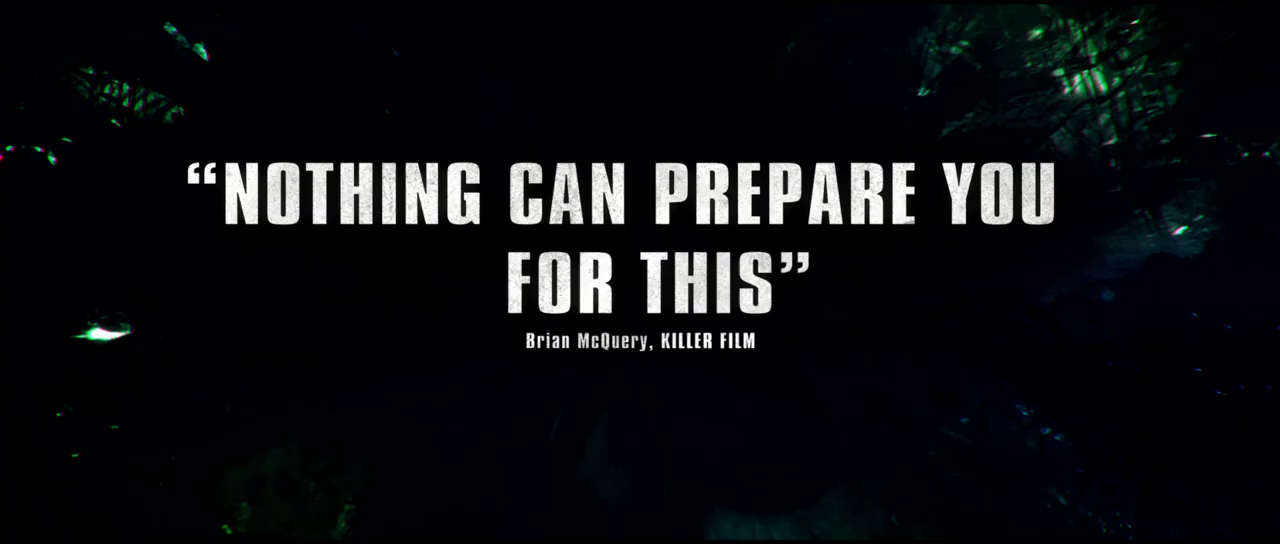 “NOTHING CAN PREPARE YOU
FOR THIS”
Brian McQuery, KILLER FILM